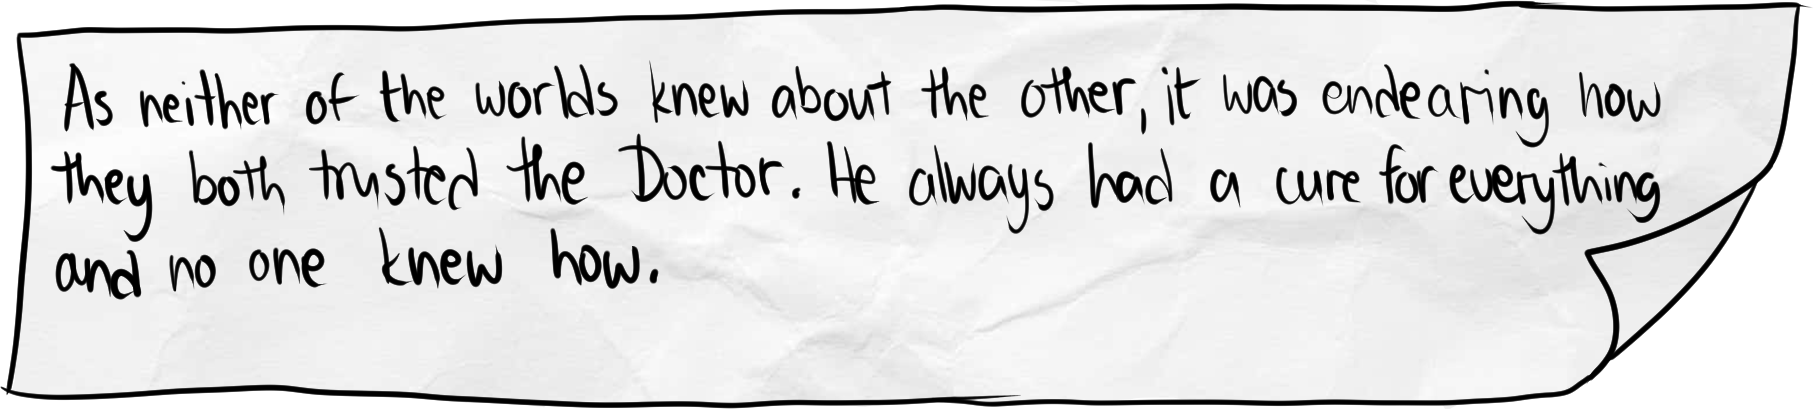 As neither of the worlds knew about the other, it was endearing how
they both trusted the Doctor. He always had a cure for everything
and no one knew how.